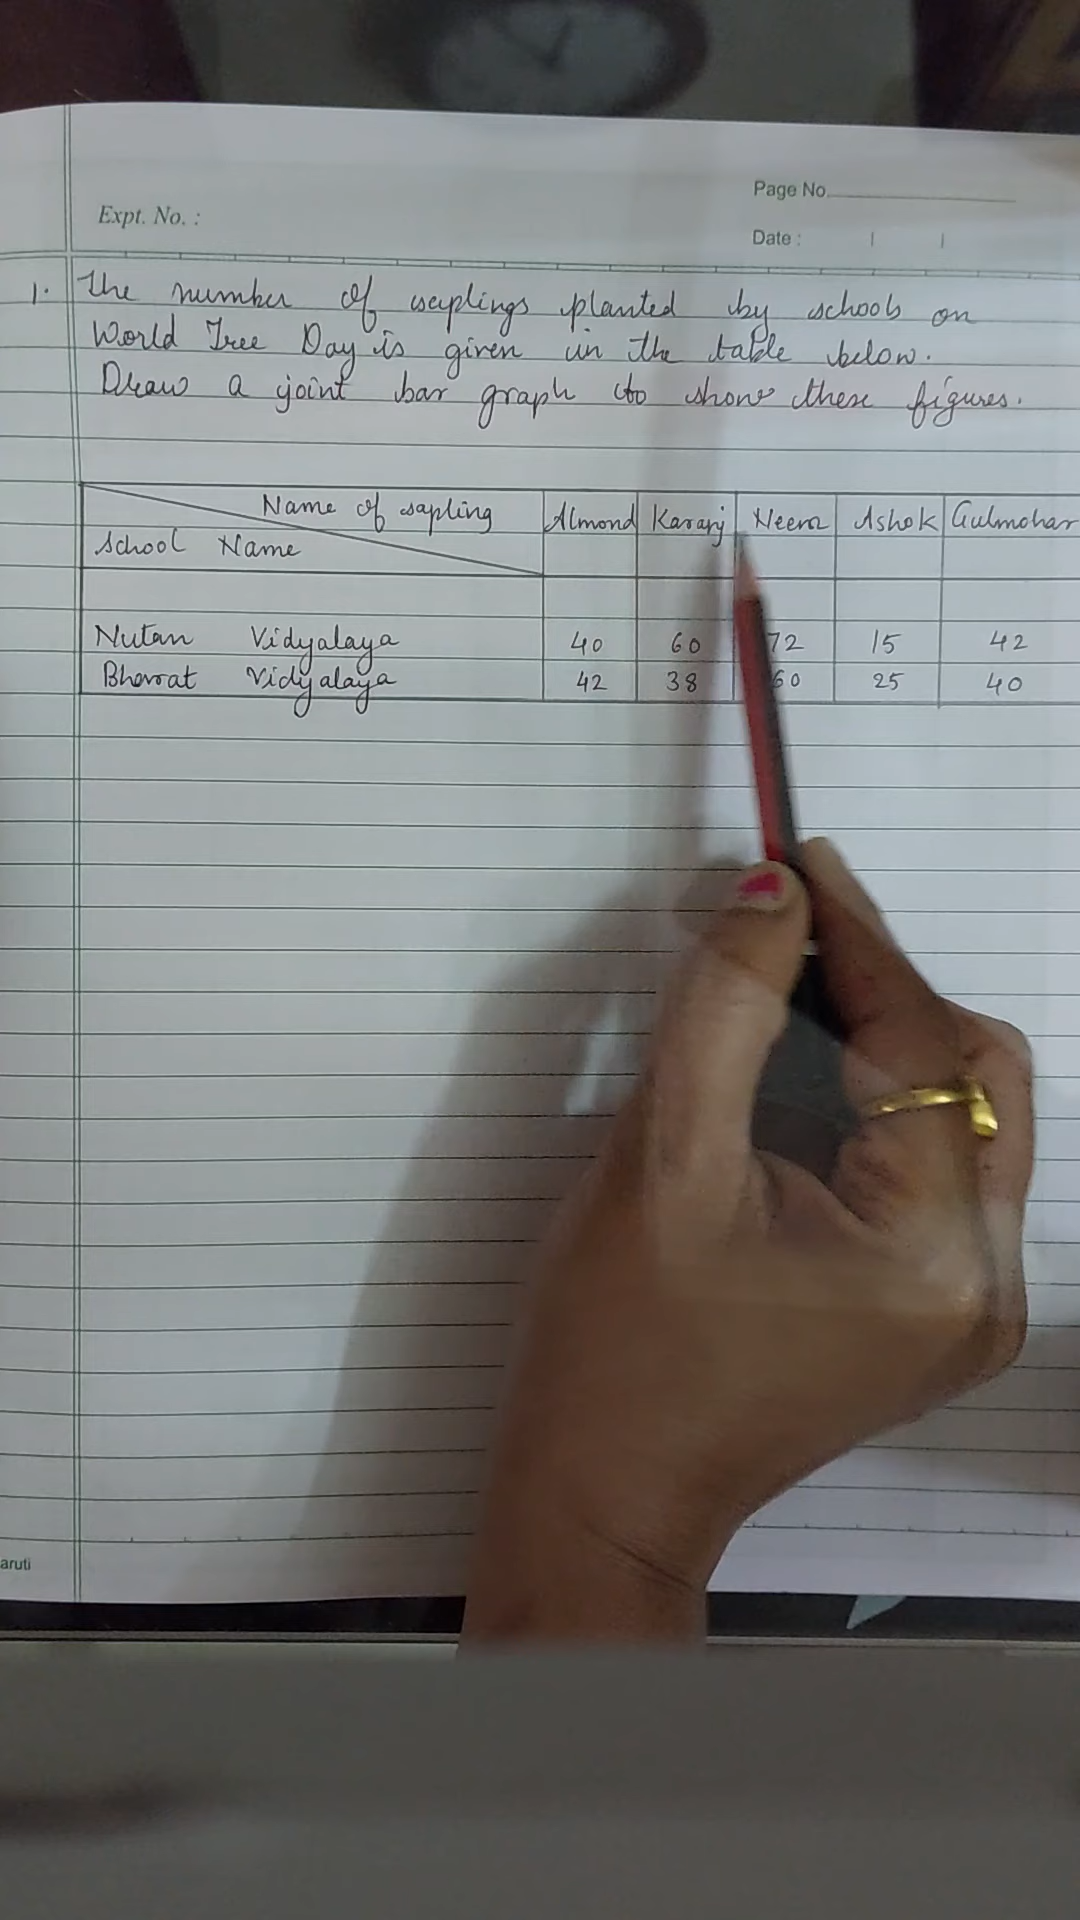 Page No.
Expt. No. :
Date :
1. The number of saplings planted by schools on
World Tree Day is given in the table below.
Draw a joint bar graph to show these figures.
Name of sapling Almond Karanj Neem Ashok Gulmohar
School Name
Nutan Vidyalaya 40 60 72 15 42
Bharat Vidyalaya 42 38 60 25 40
aruti